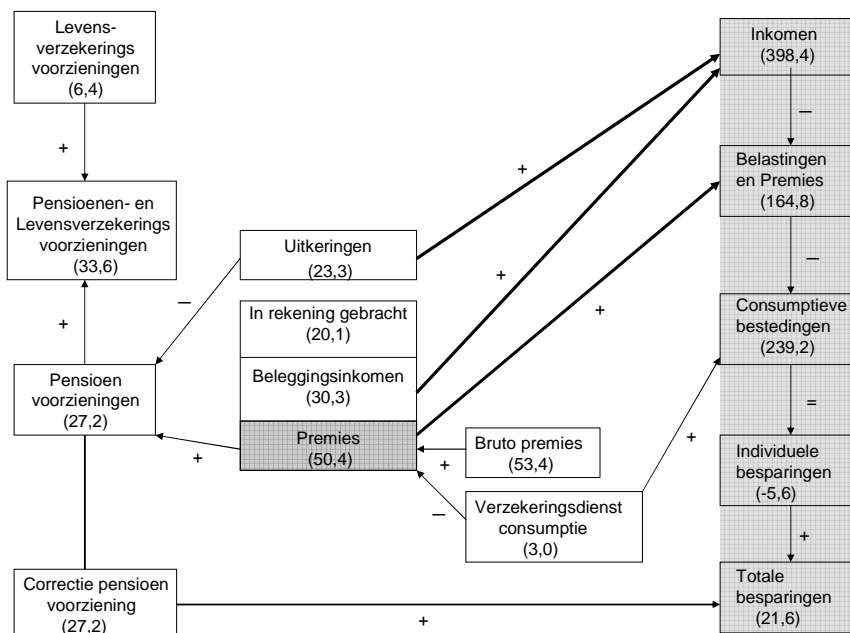 Levens-
verzekerings
voorzieningen
(6,4)
+
Pensioenen- en
Levensverzekerings
voorzieningen
(33,6)
+
Pensioen
voorzieningen
(27,2)
Correctie pensioen
voorziening
(27,2)
Uitkeringen
(23,3)
–
In rekening gebracht
(20,1)
Beleggingsinkomen
(30,3)
Premies
(50,4)
+
Bruto premies
(53,4)
+
Verzekeringsdienst
consumptie
(3,0)
–
+
+
+
+
+
Inkomen
(398,4)
–
Belastingen
en Premies
(164,8)
–
Consumptieve
bestedingen
(239,2)
=
Individuele
besparingen
(-5,6)
+
Totale
besparingen
(21,6)